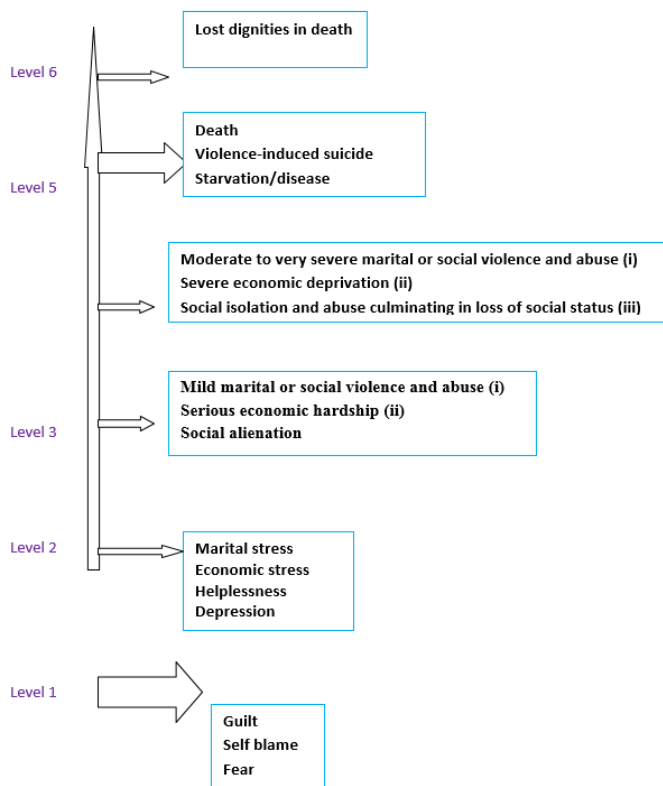 Lost dignities in death
Level 6
Death
Violence-induced suicide
Starvation/disease
Level 5
Moderate to very severe marital or social violence and abuse (i)
Severe economic deprivation (ii)
Social isolation and abuse culminating in loss of social status (iii)
Mild marital or social violence and abuse (i)
Serious economic hardship (ii)
Social alienation
Level 3
Level 2
Marital stress
Economic stress
Helplessness
Depression
Level 1
Guilt
Self blame
Fear